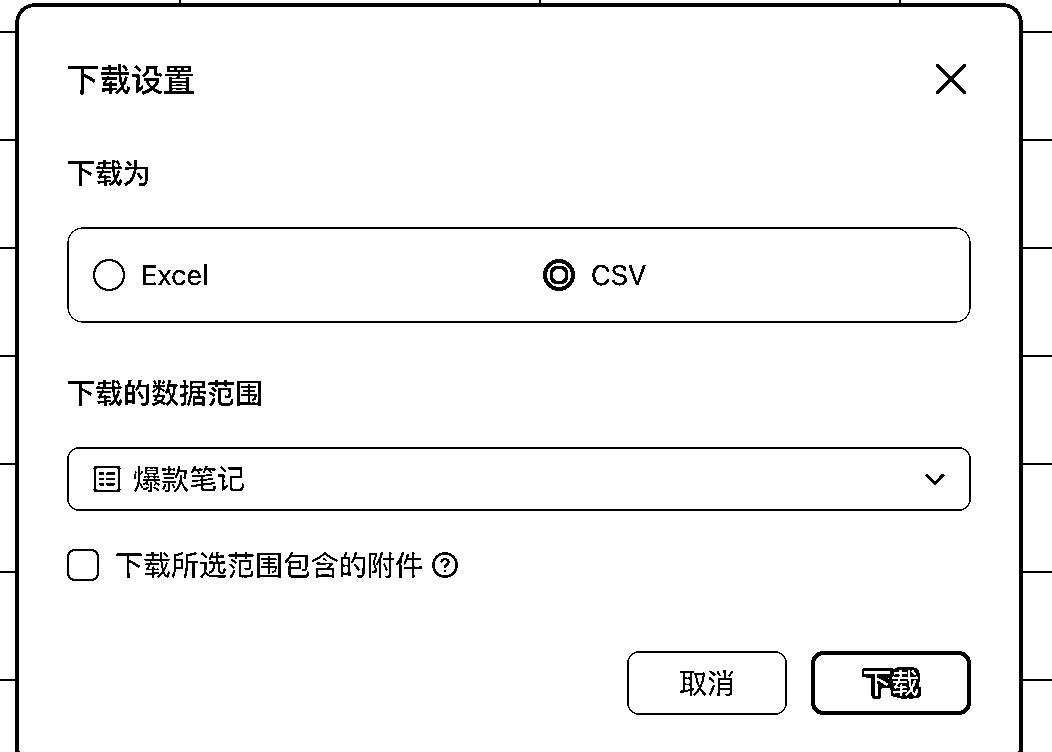 下载设置
下载为
Excel
CSV
下载的数据范围
爆款笔记
下载所选范围包含的附件 ?
取消
下载